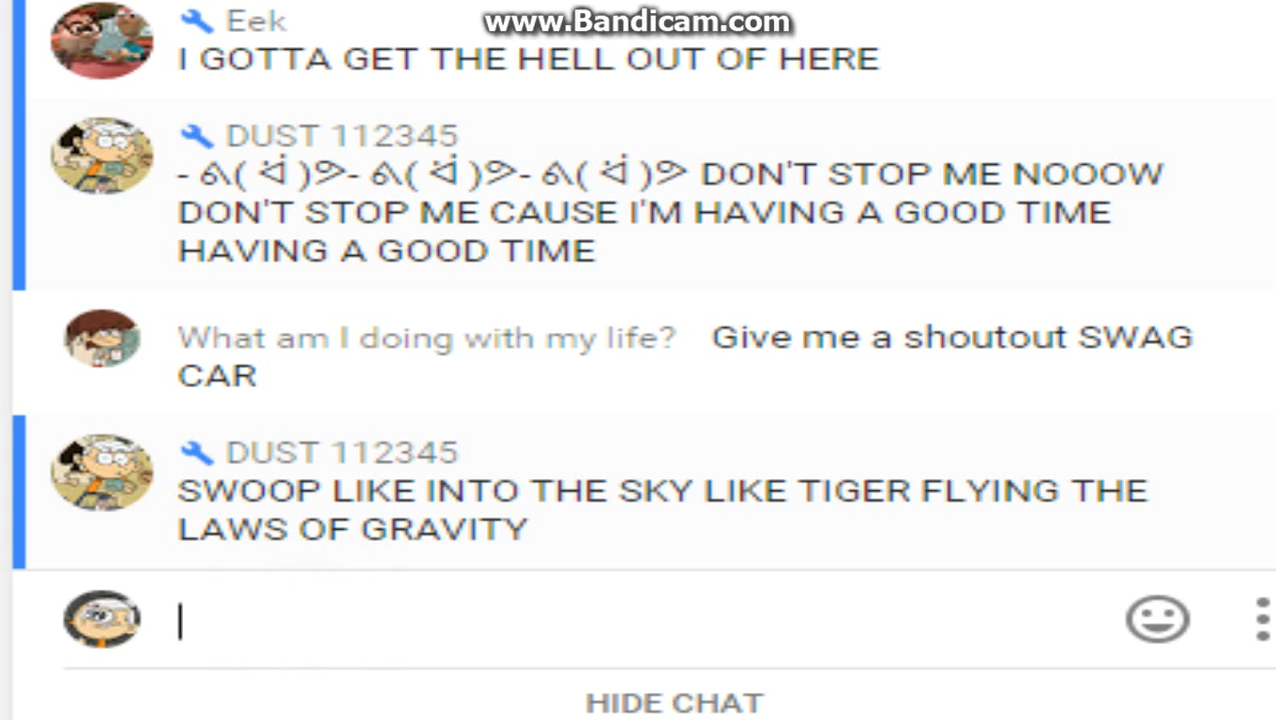 www.Bandicam.com
Eek
I GOTTA GET THE HELL OUT OF HERE
DUST 112345
- ᕕ( ᐛ )ᕗ- ᕕ( ᐛ )ᕗ- ᕕ( ᐛ )ᕗ DON'T STOP ME NOOOW
DON'T STOP ME CAUSE I'M HAVING A GOOD TIME
HAVING A GOOD TIME
What am I doing with my life? Give me a shoutout SWAG
CAR
DUST 112345
SWOOP LIKE INTO THE SKY LIKE TIGER FLYING THE
LAWS OF GRAVITY
HIDE CHAT